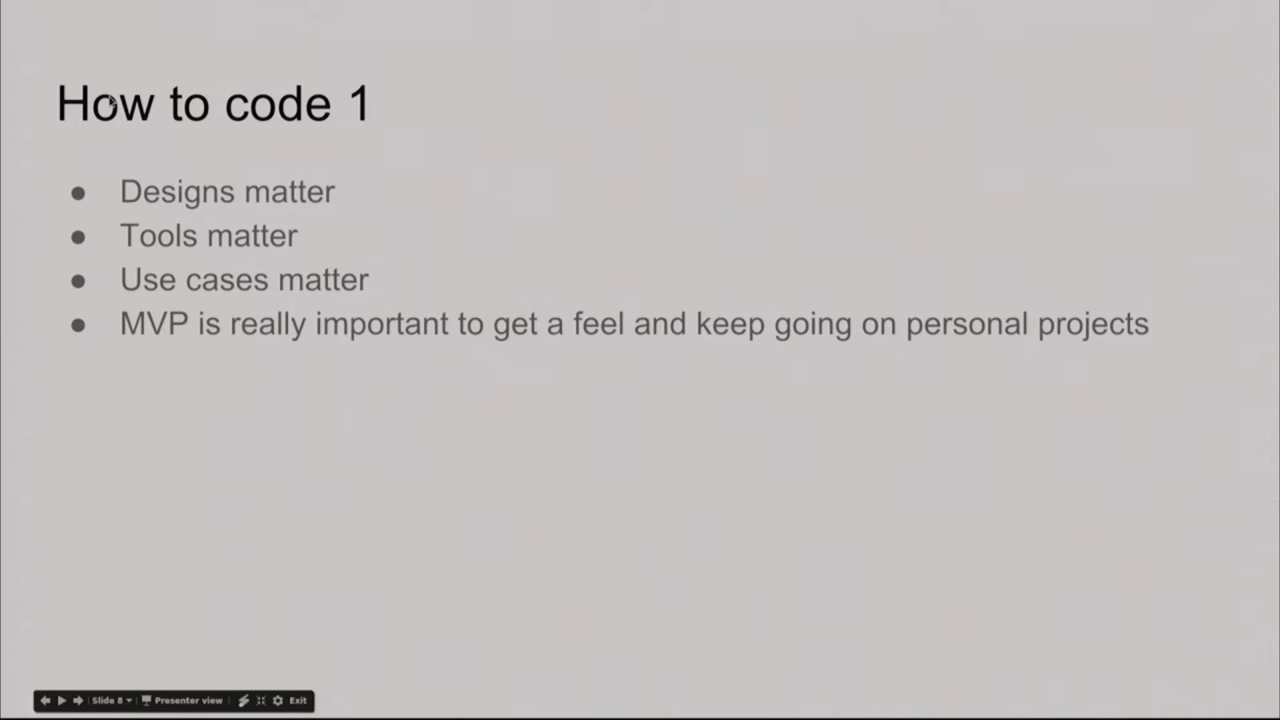 How to code 1
● Designs matter
● Tools matter
● Use cases matter
● MVP is really important to get a feel and keep going on personal projects
Slide 8 Presenter view Exit